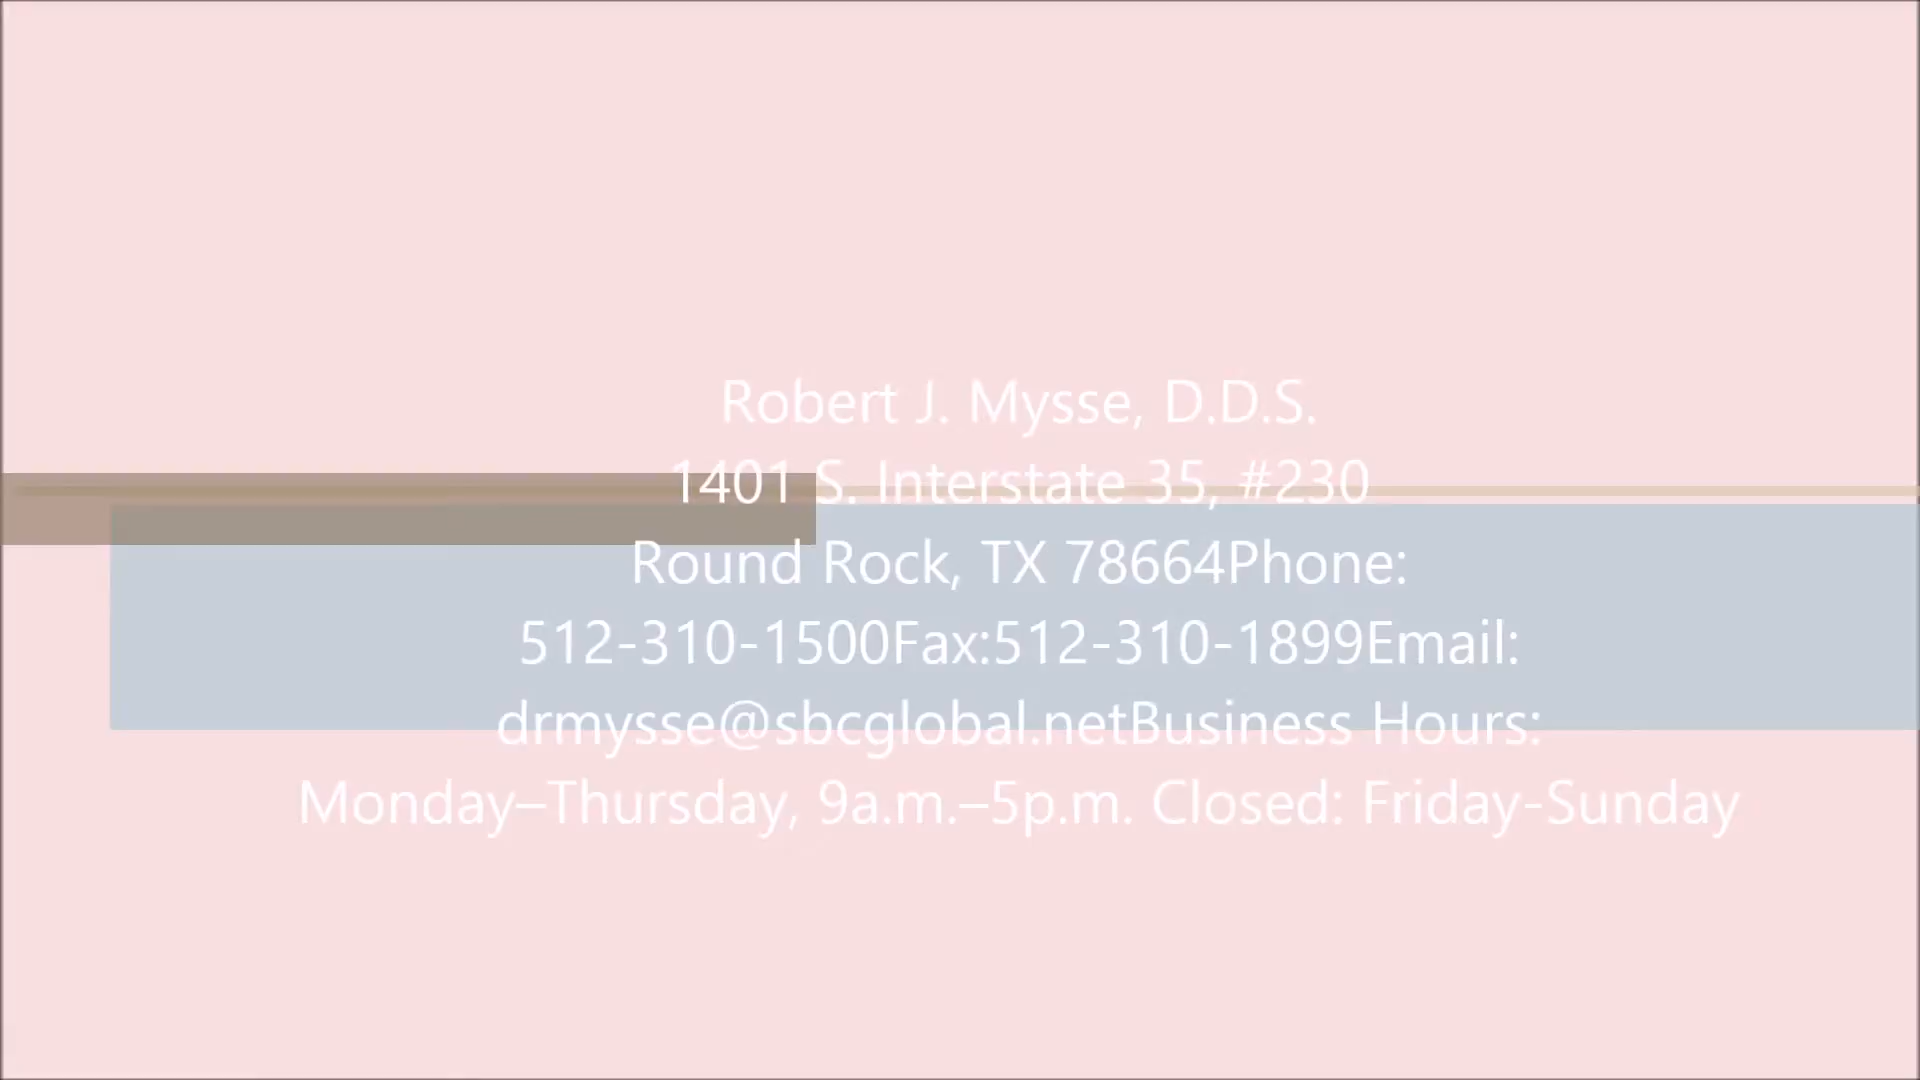 Robert J. Mysse, D.D.S.
1401 S. Interstate 35, #230
Round Rock, TX 78664Phone:
512-310-1500Fax:512-310-1899Email:
drmysse@sbcglobal.netBusiness Hours:
Monday–Thursday, 9a.m.–5p.m. Closed: Friday-Sunday